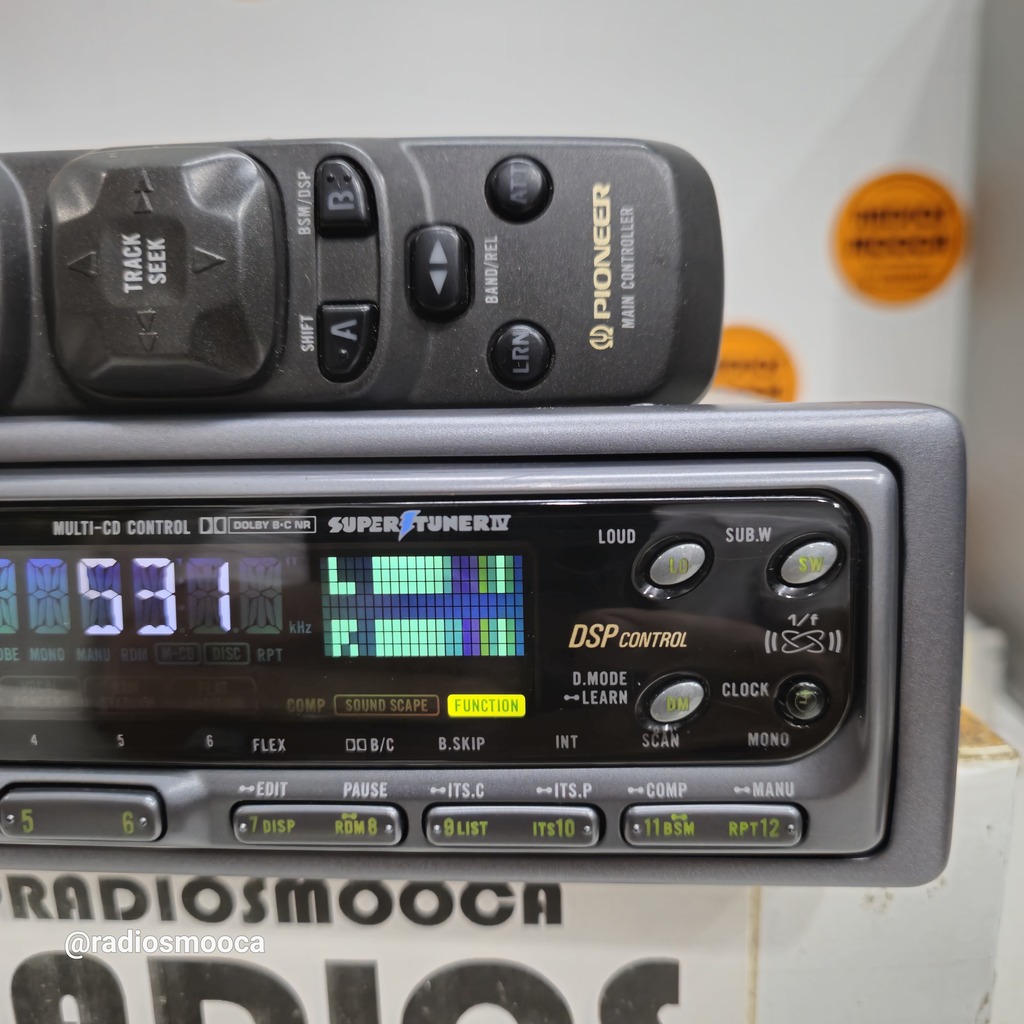 TRACK
SEEK
BSM/DSP
B
SHIFT
A
BAND/REL
ATT
L-RN
PIONEER
MAIN CONTROLLER
MULTI-CD CONTROL DOLBY B•C NR SUPER TUNER IV
531
kHz
MONO MANU RDM M-CD DISC RPT
COMP SOUND SCAPE FUNCTION
LOUD
LD
SUB.W
SW
DSP CONTROL
1/f
D.MODE
LEARN
DM
CLOCK
4 5 6 FLEX B/C B.SKIP INT SCAN MONO
EDIT PAUSE ITS.C ITS.P COMP MANU
5 6 7 DISP RDM 8 9 LIST ITS 10 11 BSM RPT 12
RADIOSMOOCA
@radiosmooca